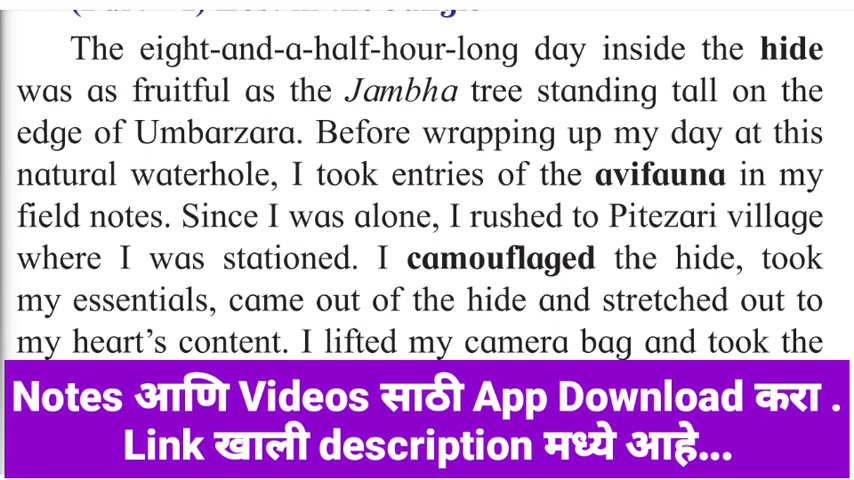 The eight-and-a-half-hour-long day inside the hide
was as fruitful as the Jambha tree standing tall on the
edge of Umbarzara. Before wrapping up my day at this
natural waterhole, I took entries of the avifauna in my
field notes. Since I was alone, I rushed to Pitezari village
where I was stationed. I camouflaged the hide, took
my essentials, came out of the hide and stretched out to
my heart's content. I lifted my camera bag and took the
Notes आणि Videos साठी App Download करा .
Link खाली description मध्ये आहे...